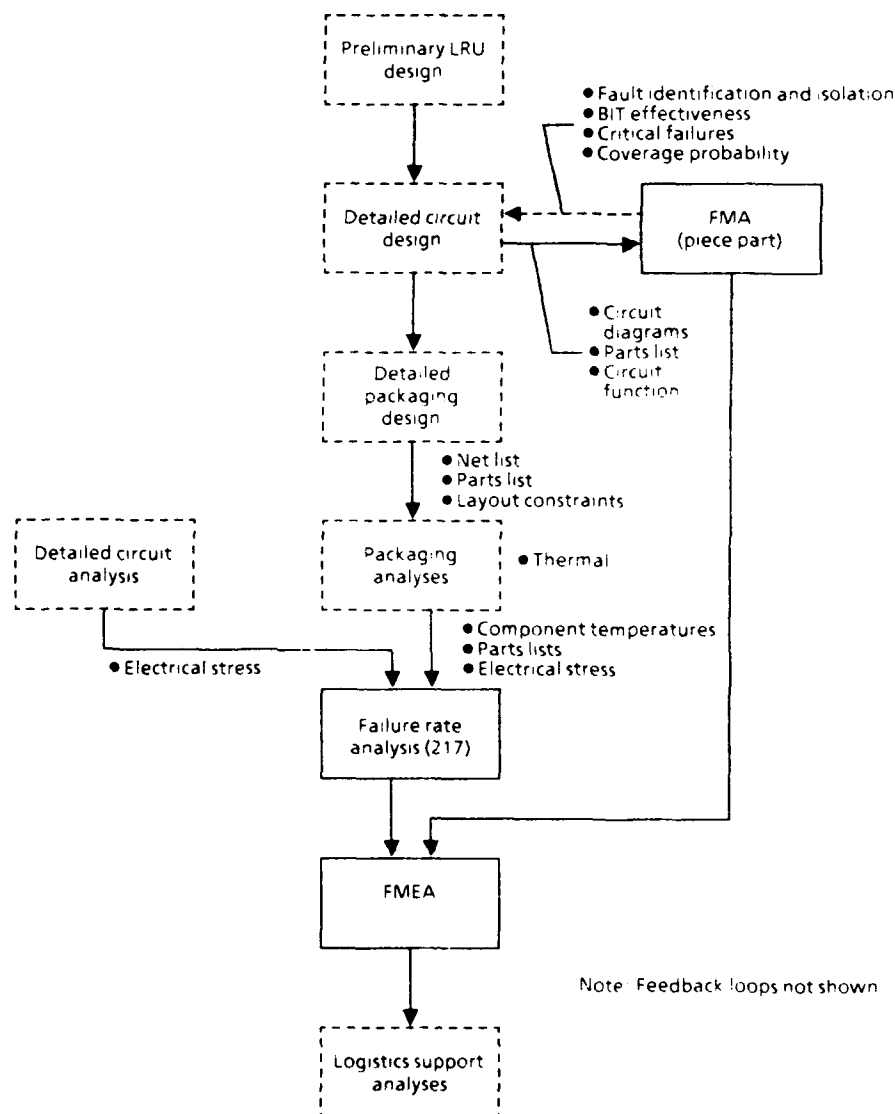 Preliminary LRU
design
● Fault identification and isolation
● BIT effectiveness
● Critical failures
● Coverage probability
Detailed circuit
design
FMA
(piece part)
● Circuit
diagrams
● Parts list
● Circuit
function
Detailed
packaging
design
● Net list
● Parts list
● Layout constraints
Detailed circuit
analysis
Packaging
analyses
● Thermal
● Electrical stress
● Component temperatures
● Parts lists
● Electrical stress
Failure rate
analysis (217)
FMEA
Note: Feedback loops not shown
Logistics support
analyses